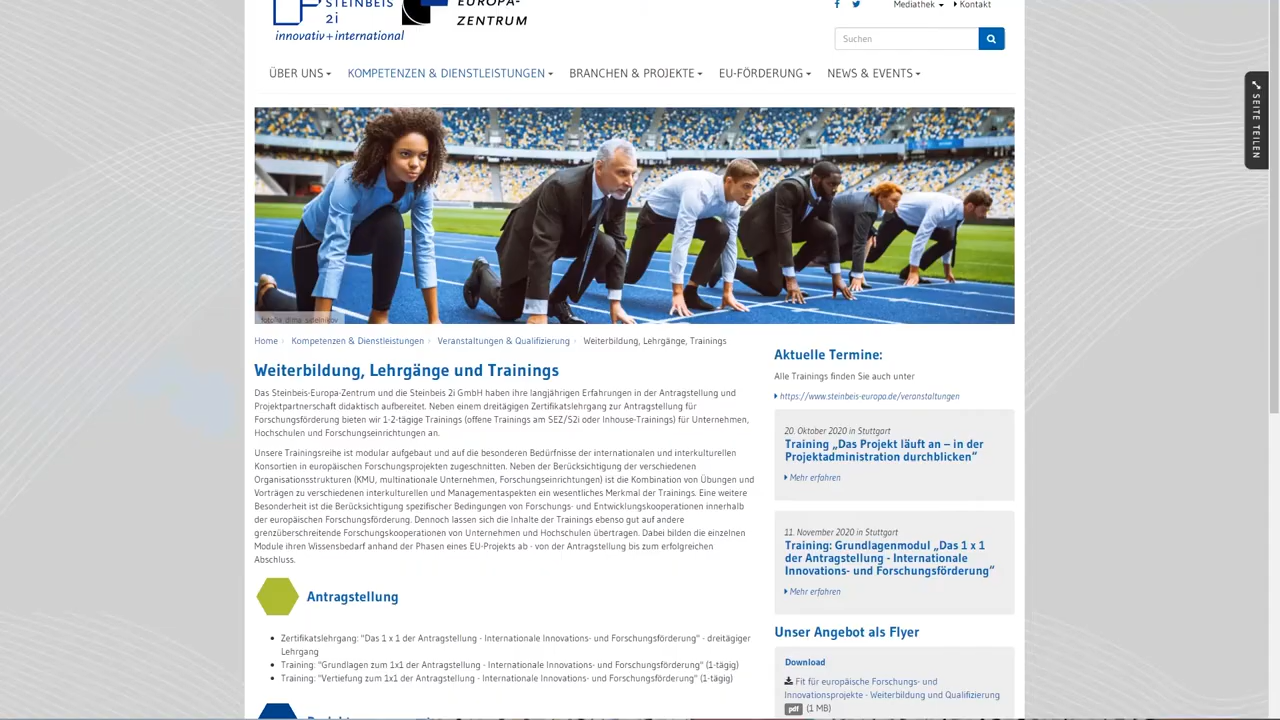 STEINBEIS
2i
EUROPA-
ZENTRUM
innovativ+international
Mediathek
Kontakt
Suchen
ÜBER UNS
KOMPETENZEN & DIENSTLEISTUNGEN
BRANCHEN & PROJEKTE
EU-FÖRDERUNG
NEWS & EVENTS
SEITE TEILEN
Home
Kompetenzen & Dienstleistungen
Veranstaltungen & Qualifizierung
Weiterbildung, Lehrgänge, Trainings
Weiterbildung, Lehrgänge und Trainings
Das Steinbeis-Europa-Zentrum und die Steinbeis 2i GmbH haben ihre langjährigen Erfahrungen in der Antragstellung und
Projektpartnerschaft didaktisch aufbereitet. Neben einem dreitägigen Zertifikatslehrgang zur Antragstellung für
Forschungsförderung bieten wir 1-2-tägige Trainings (offene Trainings am SEZ/S2i oder Inhouse-Trainings) für Unternehmen,
Hochschulen und Forschungseinrichtungen an.
Unsere Trainingsreihe ist modular aufgebaut und auf die besonderen Bedürfnisse der internationalen und interkulturellen
Konsortien in europäischen Forschungsprojekten zugeschnitten. Neben der Berücksichtigung der verschiedenen
Organisationsstrukturen (KMU, multinationale Unternehmen, Forschungseinrichtungen) ist die Kombination von Übungen und
Vorträgen zu verschiedenen interkulturellen und Managementaspekten ein wesentliches Merkmal der Trainings. Eine weitere
Besonderheit ist die Berücksichtigung spezifischer Bedingungen von Forschungs- und Entwicklungskooperationen innerhalb
der europäischen Forschungsförderung. Dennoch lassen sich die Inhalte der Trainings ebenso gut auf andere
grenzüberschreitende Forschungskooperationen von Unternehmen und Hochschulen übertragen. Dabei bilden die einzelnen
Module ihren Wissensbedarf anhand der Phasen eines EU-Projekts ab - von der Antragstellung bis zum erfolgreichen
Abschluss.
Antragstellung
Zertifikatslehrgang: "Das 1 x 1 der Antragstellung - Internationale Innovations- und Forschungsförderung" - dreitägiger
Lehrgang
Training: "Grundlagen zum 1x1 der Antragstellung - Internationale Innovations- und Forschungsförderung" (1-tägig)
Training: "Vertiefung zum 1x1 der Antragstellung - Internationale Innovations- und Forschungsförderung" (1-tägig)
Aktuelle Termine:
Alle Trainings finden Sie auch unter
https://www.steinbeis-europa.de/veranstaltungen
20. Oktober 2020 in Stuttgart
Training „Das Projekt läuft an – in der
Projektadministration durchblicken“
Mehr erfahren
11. November 2020 in Stuttgart
Training: Grundlagenmodul „Das 1 x 1
der Antragstellung - Internationale
Innovations- und Forschungsförderung“
Mehr erfahren
Unser Angebot als Flyer
Download
Fit für europäische Forschungs- und
Innovationsprojekte - Weiterbildung und Qualifizierung
pdf (1 MB)